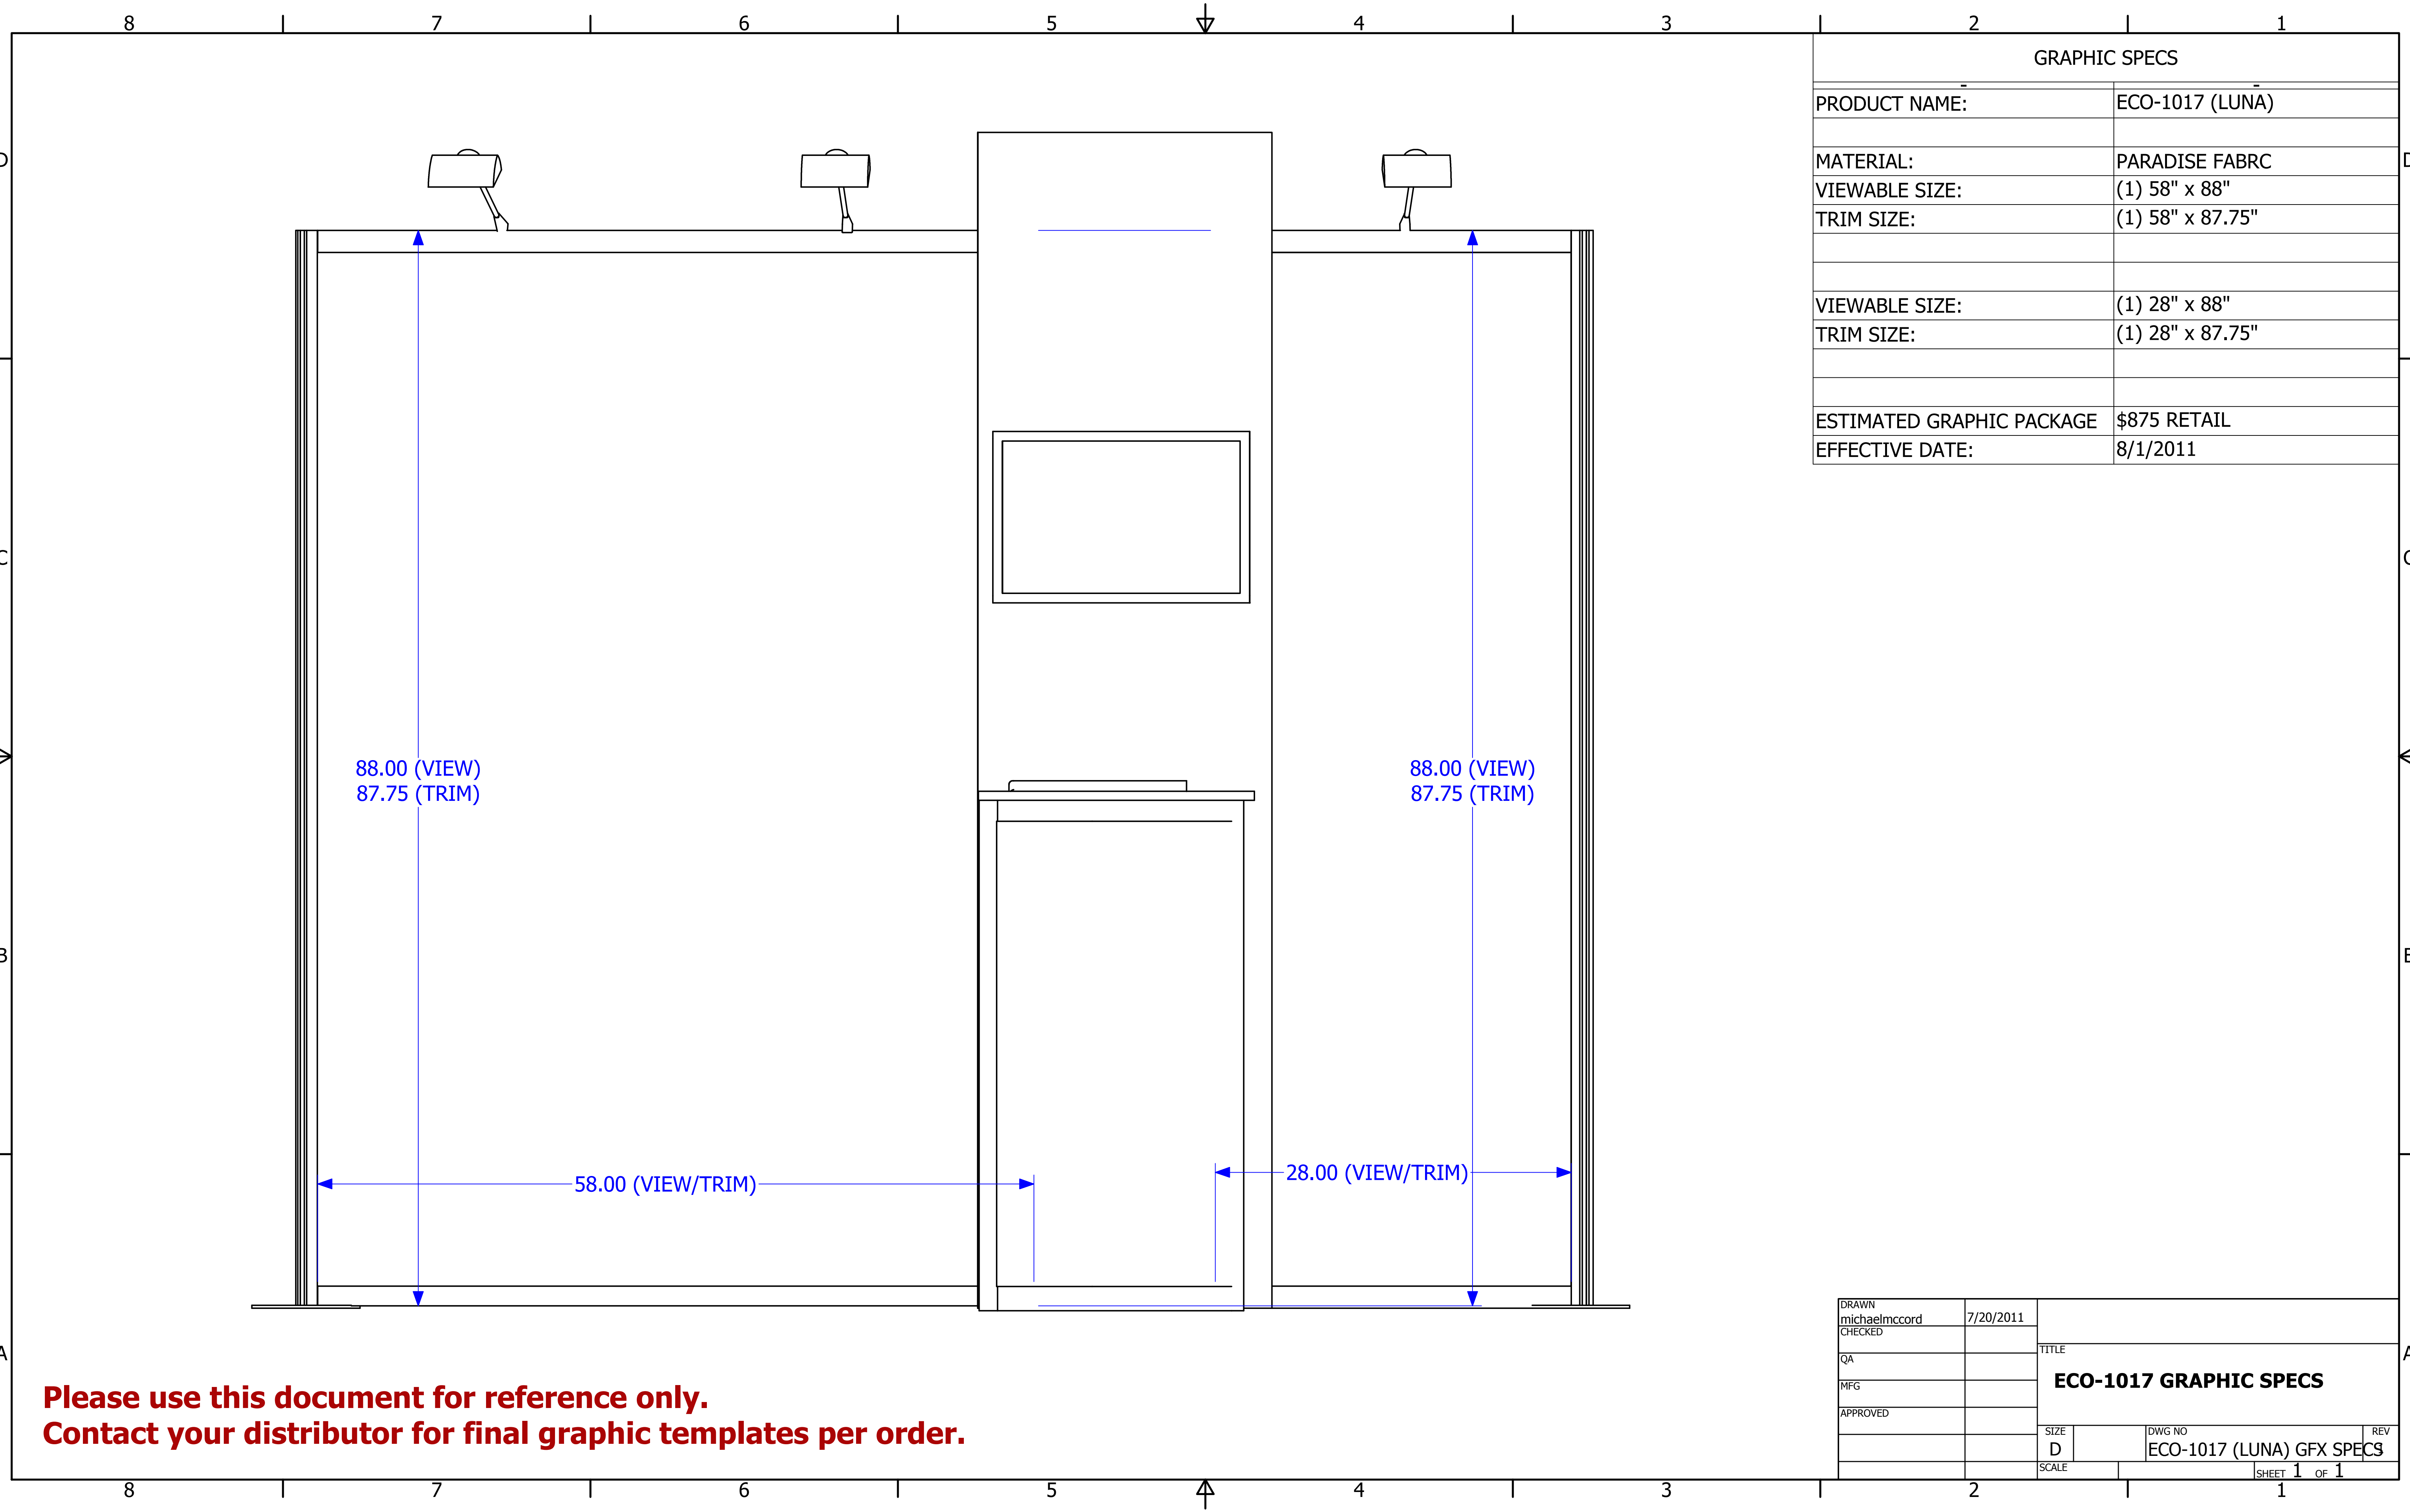 8 7 6 5 4 3 2 1
GRAPHIC SPECS
- -
PRODUCT NAME: ECO-1017 (LUNA)
MATERIAL: PARADISE FABRC
VIEWABLE SIZE: (1) 58" x 88"
TRIM SIZE: (1) 58" x 87.75"
VIEWABLE SIZE: (1) 28" x 88"
TRIM SIZE: (1) 28" x 87.75"
ESTIMATED GRAPHIC PACKAGE $875 RETAIL
EFFECTIVE DATE: 8/1/2011
D D
C C
88.00 (VIEW)
87.75 (TRIM)
88.00 (VIEW)
87.75 (TRIM)
B B
58.00 (VIEW/TRIM)
28.00 (VIEW/TRIM)
A A
Please use this document for reference only.
Contact your distributor for final graphic templates per order.
DRAWN
michaelmccord 7/20/2011
CHECKED
QA
MFG
APPROVED
TITLE
ECO-1017 GRAPHIC SPECS
SIZE
D
DWG NO
ECO-1017 (LUNA) GFX SPECS
REV
SCALE
SHEET 1 OF 1
8 7 6 5 4 3 2 1